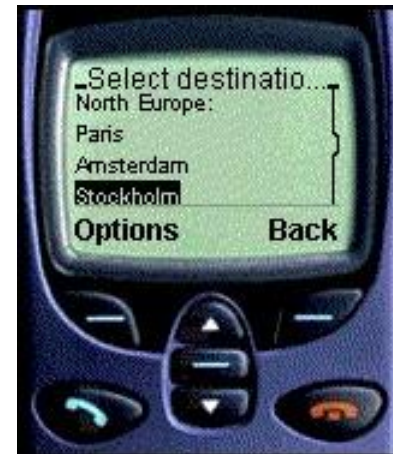 Select destinatio...
North Europe:
Paris
Amsterdam
Stockholm
Options Back